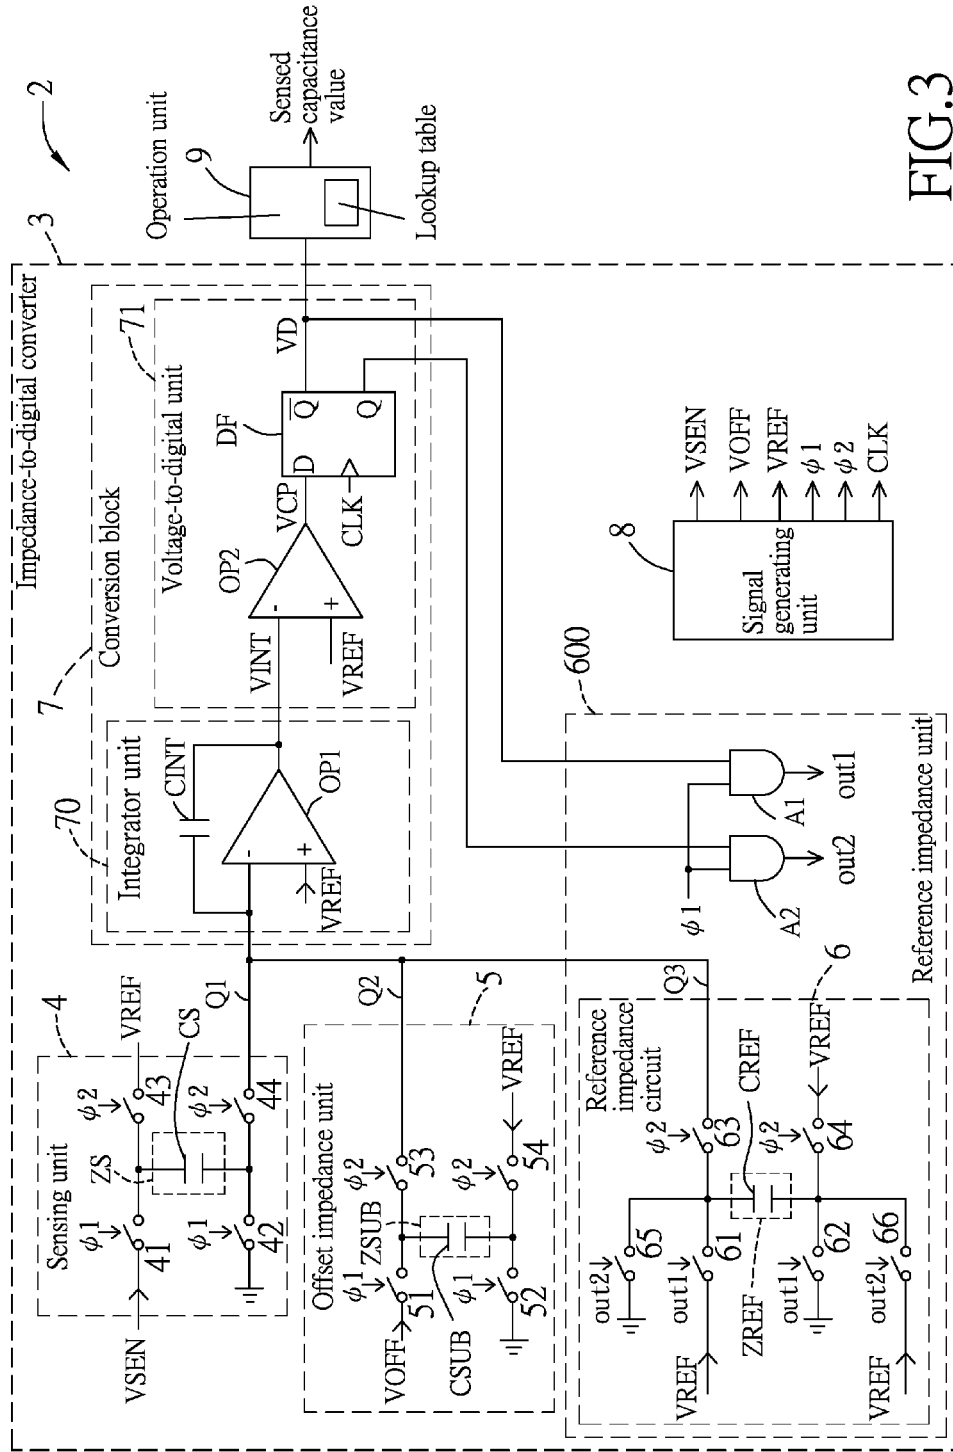 2
Impedance-to-digital converter
3
Conversion block
7
Integrator unit
70
CINT
OP1
-
+
VREF
Voltage-to-digital unit
71
VINT
OP2
-
+
VREF
VCP
DF
D
Q
Q
CLK
VD
Operation unit
9
Sensed
capacitance
value
Lookup table
Sensing unit
4
VSEN
ϕ1
41
ϕ2
43
VREF
ZS
CS
ϕ1
42
ϕ2
44
Q1
Offset impedance unit
5
VOFF
ϕ1
51
ZSUB
CSUB
ϕ2
53
Q2
ϕ1
52
ϕ2
54
VREF
Reference
impedance
circuit
6
out2
65
out1
61
VREF
ϕ2
63
Q3
CREF
ZREF
out1
62
ϕ2
64
VREF
out2
66
VREF
Reference impedance unit
600
ϕ1
A1
out1
A2
out2
8
Signal
generating
unit
VSEN
VOFF
VREF
ϕ1
ϕ2
CLK
FIG.3